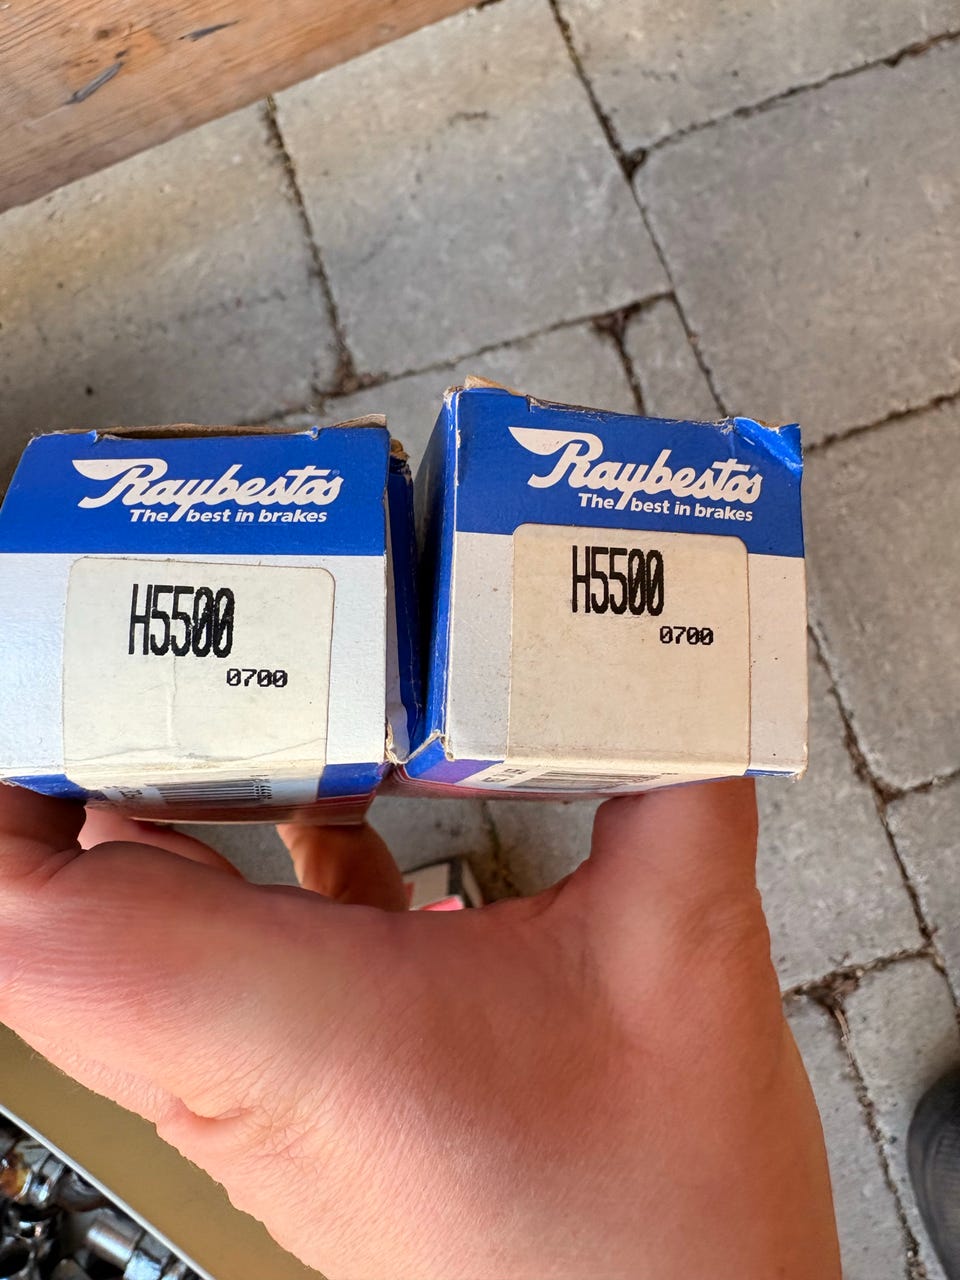 Raybestos®
The best in brakes
H5500
0700
Raybestos
The best in brakes
H5500
0700